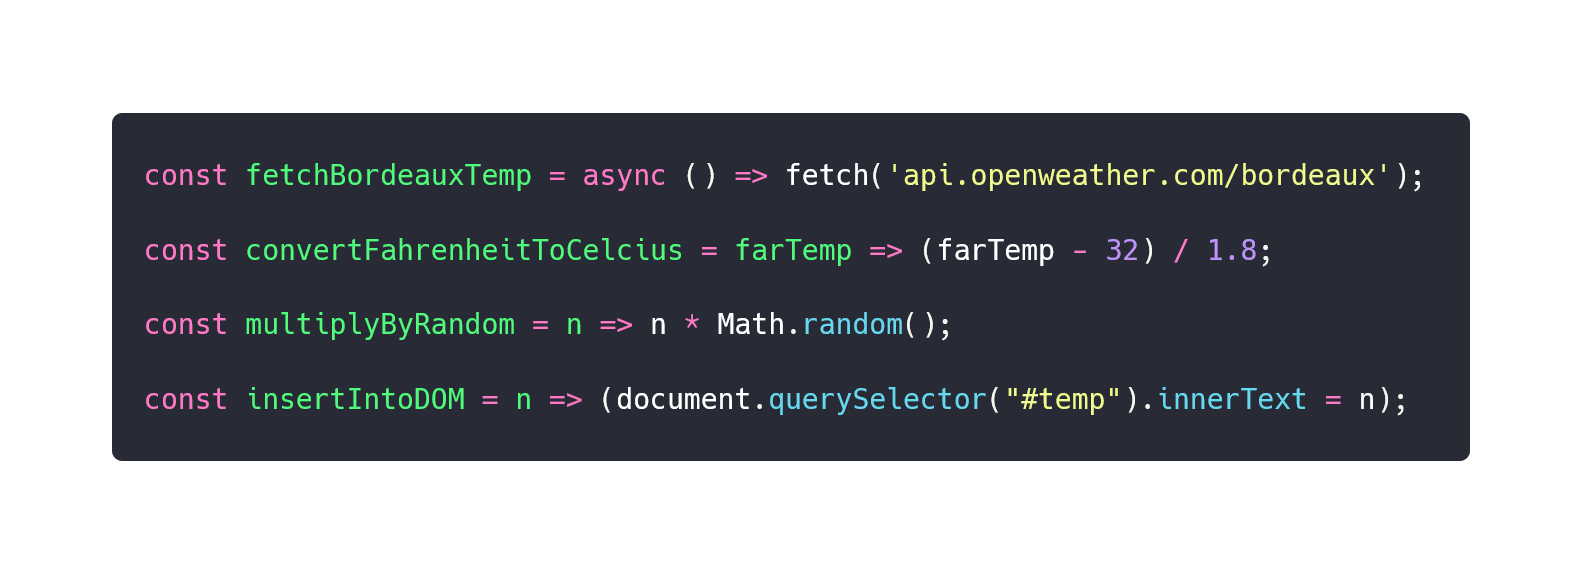 const fetchBordeauxTemp = async () => fetch('api.openweather.com/bordeaux');
const convertFahrenheitToCelcius = farTemp => (farTemp - 32) / 1.8;
const multiplyByRandom = n => n * Math.random();
const insertIntoDOM = n => (document.querySelector("#temp").innerText = n);